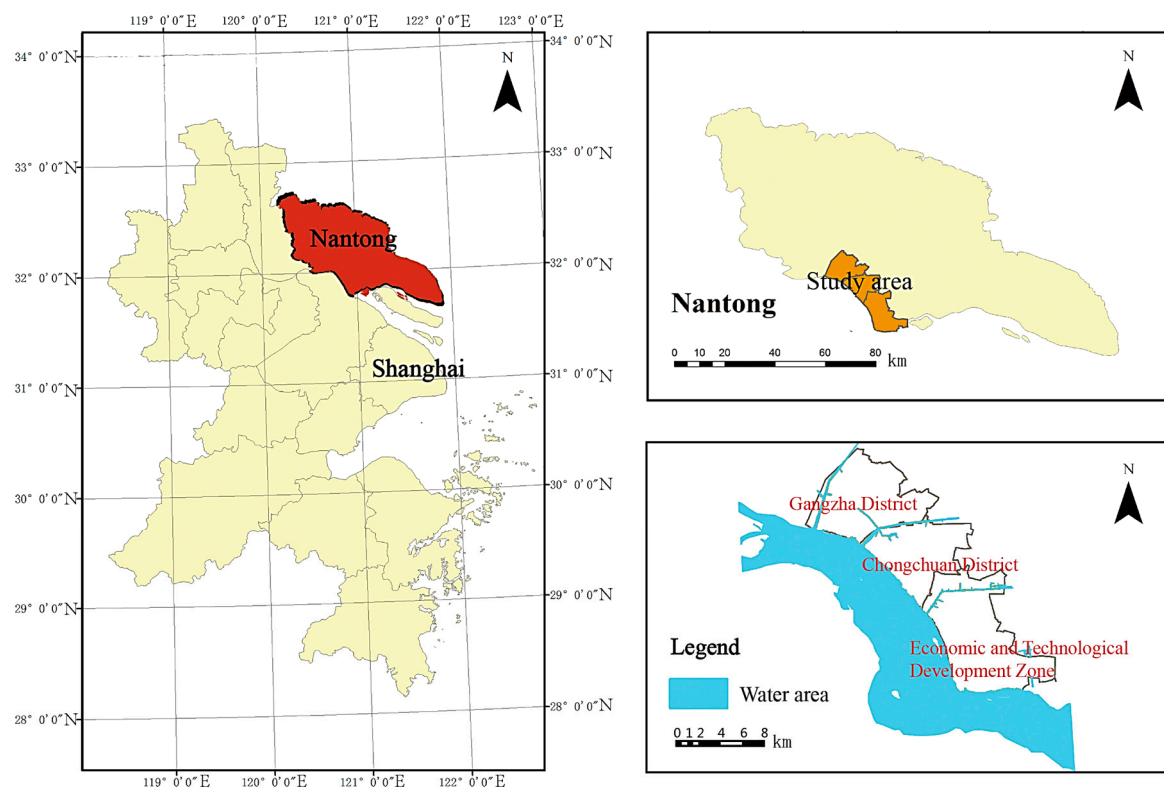 119° 0′0″E 120° 0′0″E 121° 0′0″E 122° 0′0″E 123° 0′0″E
34° 0′0″N
33° 0′0″N
32° 0′0″N
31° 0′0″N
30° 0′0″N
29° 0′0″N
28° 0′0″N
N
Nantong
Shanghai
34° 0′0″N
33° 0′0″N
32° 0′0″N
31° 0′0″N
30° 0′0″N
29° 0′0″N
28° 0′0″N
119° 0′0″E 120° 0′0″E 121° 0′0″E 122° 0′0″E
N
Study area
Nantong
0 10 20 40 60 80 km
N
Gangzha District
Chongchuan District
Economic and Technological
Development Zone
Legend
Water area
0 1 2 4 6 8 km